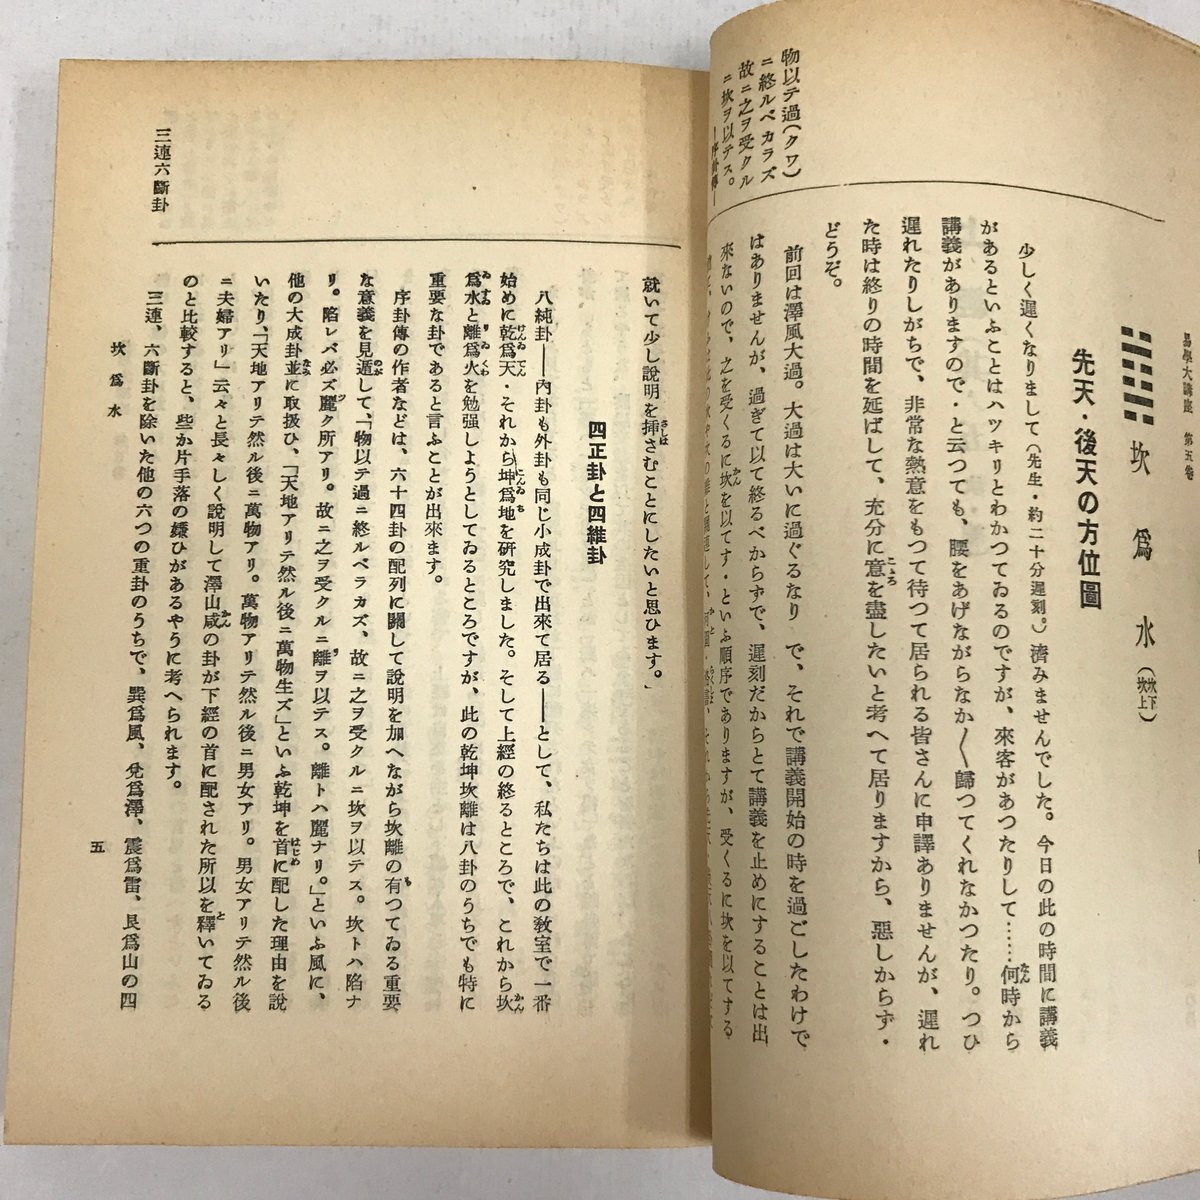 易學大講座　第五卷
坎爲水（坎下坎上）
先天・後天の方位圖
少しく遲くなりまして（先生・約二十分遲刻。）濟みませんでした。今日の此の時間に講義
があるといふことはハツキリとわかつてゐるのですが、來客があつたりして……何時から
講義がありますので・と云つても、腰をあげながらなか〳〵歸つてくれなかつたり。つひ
遲れたりしがちで、非常な熱意をもつて待つて居られる皆さんに申譯ありませんが、遲れ
た時は終りの時間を延ばして、充分に意を盡したいと考へて居りますから、惡しからず・
どうぞ。
前回は澤風大過。大過は大いに過ぐるなり　で、それで講義開始の時を過ごしたわけで
はありませんが、過ぎて以て終るべからずで、遲刻だからとて講義を止めにすることは出
來ないので、之を受くるに坎を以てす・といふ順序でありますが、受くるに坎を以てする
物以テ過（クワ）
ニ終ルベカラズ
故ニ之ヲ受クル
ニ坎ヲ以テス。
―序卦傳―
就いて少し說明を挿さむことにしたいと思ひます。」
四正卦と四維卦
八純卦――內卦も外卦も同じ小成卦で出來て居る――として、私たちは此の敎室で一番
始めに乾爲天・それから坤爲地を硏究しました。そして上經の終るところで、これから坎
爲水と離爲火を勉强しようとしてゐるところですが、此の乾坤坎離は八卦のうちでも特に
重要な卦であると言ふことが出來ます。
序卦傳の作者などは、六十四卦の配列に關して說明を加へながら坎離の有つてゐる重要
な意義を見遁して、「物以テ過ニ終ルベラカズ、故ニ之ヲ受クルニ坎ヲ以テス。坎トハ陷ナ
リ。陷レバ必ズ麗ク所アリ。故ニ之ヲ受クルニ離ヲ以テス。離トハ麗ナリ。」といふ風に、
他の大成卦並に取扱ひ、「天地アリテ然ル後ニ萬物生ズ」といふ乾坤を首に配した理由を說
いたり、「天地アリテ然ル後ニ萬物アリ。萬物アリテ然ル後ニ男女アリ。男女アリテ然ル後
ニ夫婦アリ」云々と長々しく說明して澤山咸の卦が下經の首に配された所以を釋いてゐる
のと比較すると、些か片手落の嫌ひがあるやうに考へられます。
三連、六斷卦を除いた他の六つの重卦のうちで、巽爲風、兌爲澤、震爲雷、艮爲山の四
三連六斷卦
坎爲水
五